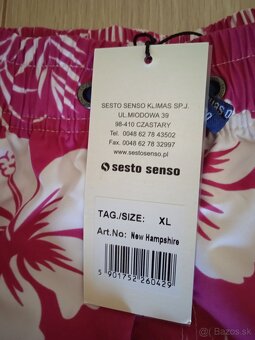 SESTO SENSO KLIMAS SP.J.
UL.MIODOWA 39
98-410 CZASTARY
Tel. 0048 62 78 43502
Fax 0048 62 78 32997
www.sestosenso.pl
sesto senso
TAG./SIZE: XL
Art.No: New Hampshire
5 901752 260429
Bazos.sk